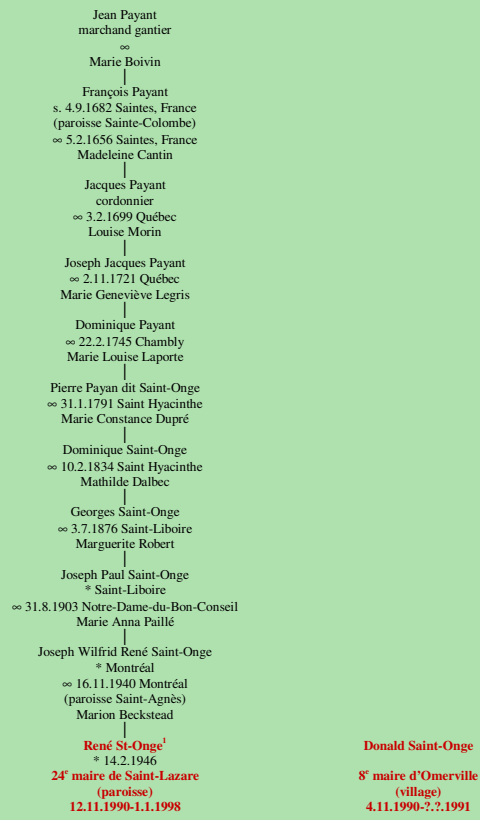 Jean Payant
marchand gantier
∞
Marie Boivin
François Payant
s. 4.9.1682 Saintes, France
(paroisse Sainte-Colombe)
∞ 5.2.1656 Saintes, France
Madeleine Cantin
Jacques Payant
cordonnier
∞ 3.2.1699 Québec
Louise Morin
Joseph Jacques Payant
∞ 2.11.1721 Québec
Marie Geneviève Legris
Dominique Payant
∞ 22.2.1745 Chambly
Marie Louise Laporte
Pierre Payan dit Saint-Onge
∞ 31.1.1791 Saint Hyacinthe
Marie Constance Dupré
Dominique Saint-Onge
∞ 10.2.1834 Saint Hyacinthe
Mathilde Dalbec
Georges Saint-Onge
∞ 3.7.1876 Saint-Liboire
Marguerite Robert
Joseph Paul Saint-Onge
* Saint-Liboire
∞ 31.8.1903 Notre-Dame-du-Bon-Conseil
Marie Anna Paillé
Joseph Wilfrid René Saint-Onge
* Montréal
∞ 16.11.1940 Montréal
(paroisse Saint-Agnès)
Marion Beckstead
René St-Onge¹
* 14.2.1946
24e maire de Saint-Lazare
(paroisse)
12.11.1990-1.1.1998
Donald Saint-Onge
8e maire d'Omerville
(village)
4.11.1990-?.?.1991